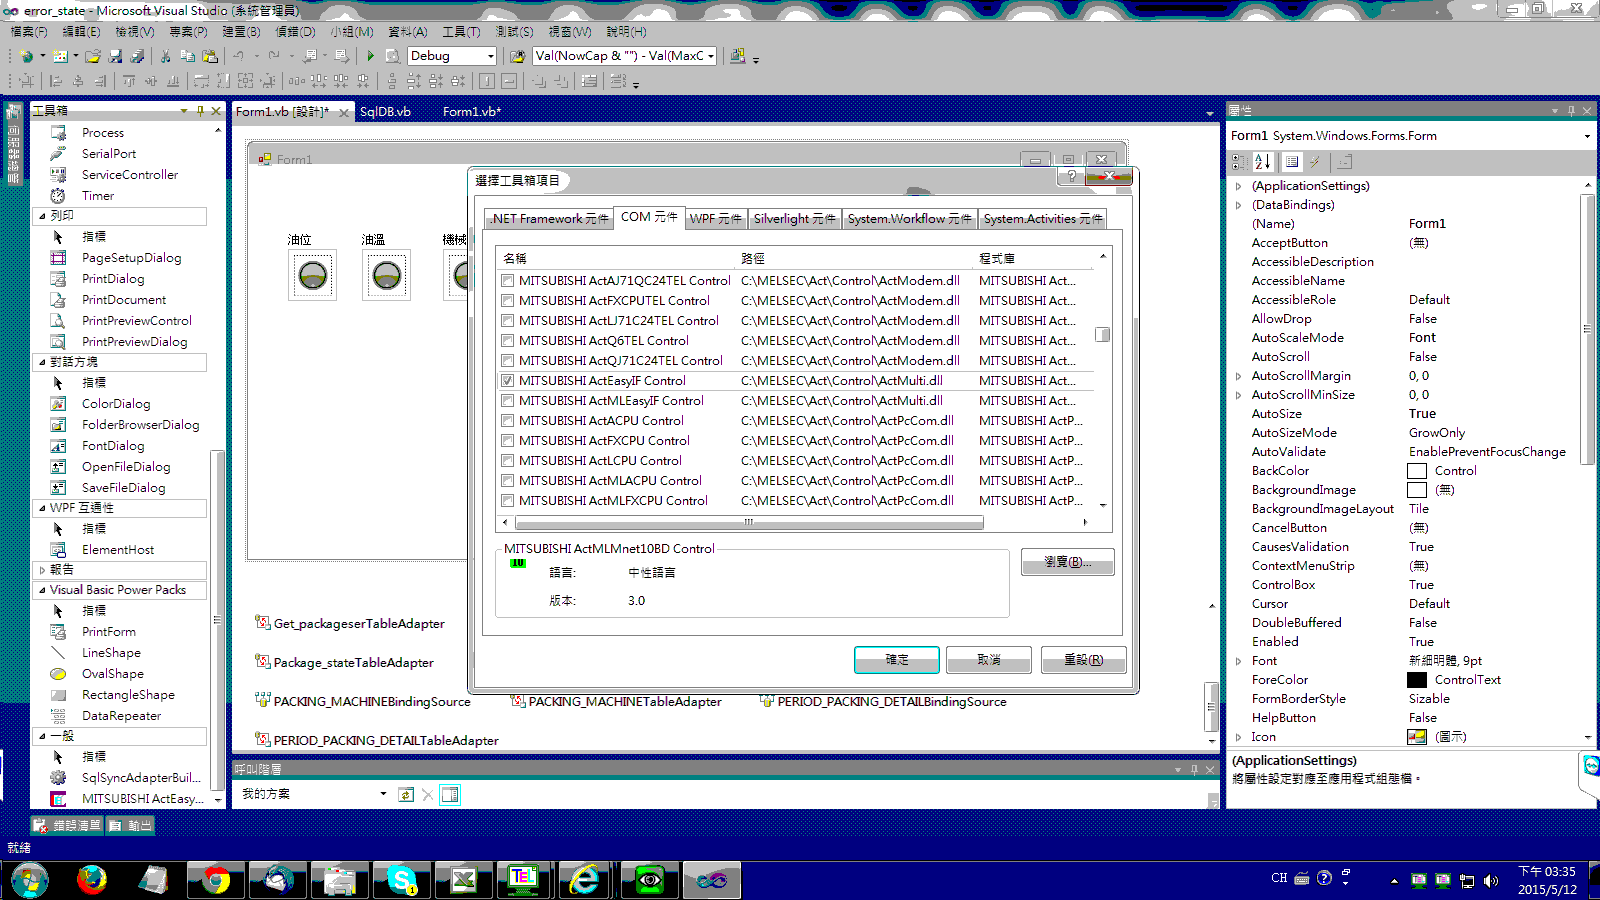 error_state - Microsoft Visual Studio (系統管理員)
檔案(F) 編輯(E) 檢視(V) 專案(P) 建置(B) 偵錯(D) 小組(M) 資料(A) 工具(T) 測試(S) 視窗(W) 說明(H)
Debug Val(NowCap & "") - Val(MaxC
工具箱
Process
SerialPort
ServiceController
Timer
列印
指標
PageSetupDialog
PrintDialog
PrintDocument
PrintPreviewControl
PrintPreviewDialog
對話方塊
指標
ColorDialog
FolderBrowserDialog
FontDialog
OpenFileDialog
SaveFileDialog
WPF 互通性
指標
ElementHost
報告
Visual Basic Power Packs
指標
PrintForm
LineShape
OvalShape
RectangleShape
DataRepeater
一般
指標
SqlSyncAdapterBuil...
MITSUBISHI ActEasy...
錯誤清單 輸出
就緒
Form1.vb [設計]* SqlDB.vb Form1.vb*
Form1
油位 油溫 機械
選擇工具箱項目
.NET Framework 元件 COM 元件 WPF 元件 Silverlight 元件 System.Workflow 元件 System.Activities 元件
名稱 路徑 程式庫
MITSUBISHI ActAJ71QC24TEL Control C:\MELSEC\Act\Control\ActModem.dll MITSUBISHI Act...
MITSUBISHI ActFXCPUTEL Control C:\MELSEC\Act\Control\ActModem.dll MITSUBISHI Act...
MITSUBISHI ActLJ71C24TEL Control C:\MELSEC\Act\Control\ActModem.dll MITSUBISHI Act...
MITSUBISHI ActQ6TEL Control C:\MELSEC\Act\Control\ActModem.dll MITSUBISHI Act...
MITSUBISHI ActQJ71C24TEL Control C:\MELSEC\Act\Control\ActModem.dll MITSUBISHI Act...
MITSUBISHI ActEasyIF Control C:\MELSEC\Act\Control\ActMulti.dll MITSUBISHI Act...
MITSUBISHI ActMLEasyIF Control C:\MELSEC\Act\Control\ActMulti.dll MITSUBISHI Act...
MITSUBISHI ActACPU Control C:\MELSEC\Act\Control\ActPcCom.dll MITSUBISHI ActP...
MITSUBISHI ActFXCPU Control C:\MELSEC\Act\Control\ActPcCom.dll MITSUBISHI ActP...
MITSUBISHI ActLCPU Control C:\MELSEC\Act\Control\ActPcCom.dll MITSUBISHI ActP...
MITSUBISHI ActMLACPU Control C:\MELSEC\Act\Control\ActPcCom.dll MITSUBISHI ActP...
MITSUBISHI ActMLFXCPU Control C:\MELSEC\Act\Control\ActPcCom.dll MITSUBISHI ActP...
MITSUBISHI ActMLMnet10BD Control
10
語言: 中性語言
版本: 3.0
瀏覽(B)...
確定 取消 重設(R)
Get_packageserTableAdapter
Package_stateTableAdapter
PACKING_MACHINEBindingSource PACKING_MACHINETableAdapter PERIOD_PACKING_DETAILBindingSource
PERIOD_PACKING_DETAILTableAdapter
呼叫階層
我的方案
屬性
Form1 System.Windows.Forms.Form
(ApplicationSettings)
(DataBindings)
(Name) Form1
AcceptButton (無)
AccessibleDescription
AccessibleName
AccessibleRole Default
AllowDrop False
AutoScaleMode Font
AutoScroll False
AutoScrollMargin 0, 0
AutoScrollMinSize 0, 0
AutoSize True
AutoSizeMode GrowOnly
AutoValidate EnablePreventFocusChange
BackColor Control
BackgroundImage (無)
BackgroundImageLayout Tile
CancelButton (無)
CausesValidation True
ContextMenuStrip (無)
ControlBox True
Cursor Default
DoubleBuffered False
Enabled True
Font 新細明體, 9pt
ForeColor ControlText
FormBorderStyle Sizable
HelpButton False
Icon (圖示)
(ApplicationSettings)
將屬性設定對應至應用程式組態檔。
TEL
1
CH
下午 03:35
2015/5/12